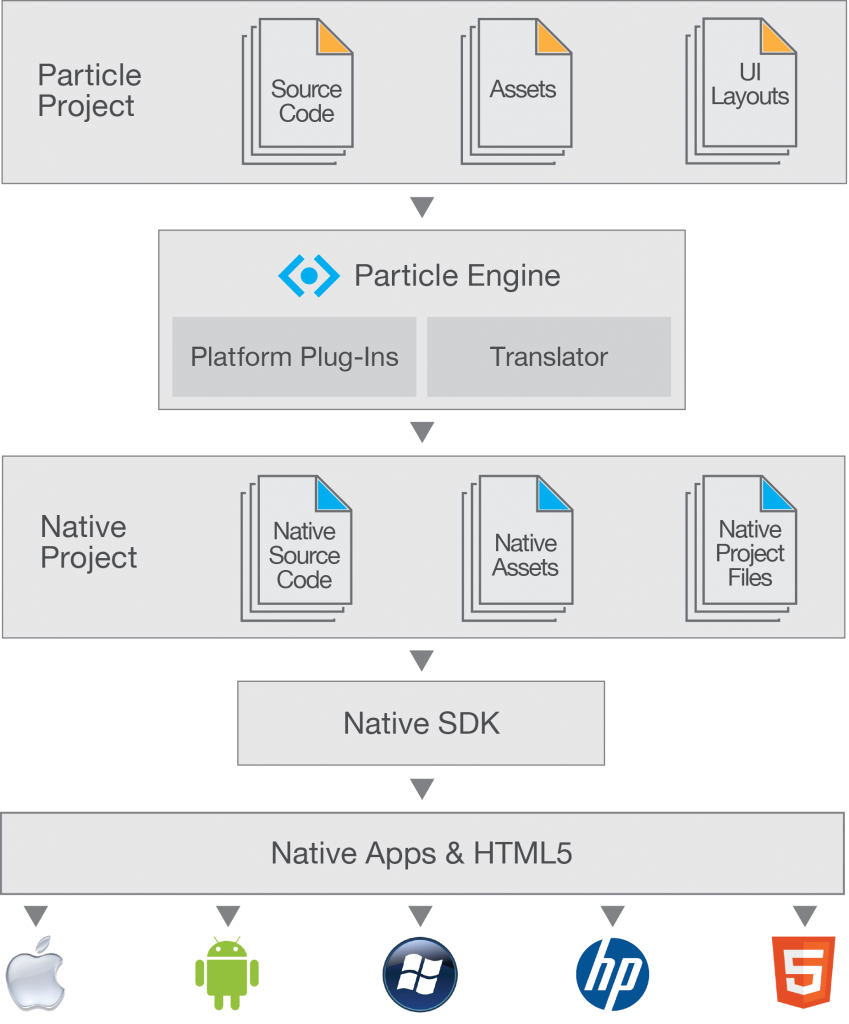 Particle
Project
Source
Code
Assets
UI
Layouts
Particle Engine
Platform Plug-Ins
Translator
Native
Project
Native
Source
Code
Native
Assets
Native
Project
Files
Native SDK
Native Apps & HTML5
hp
5